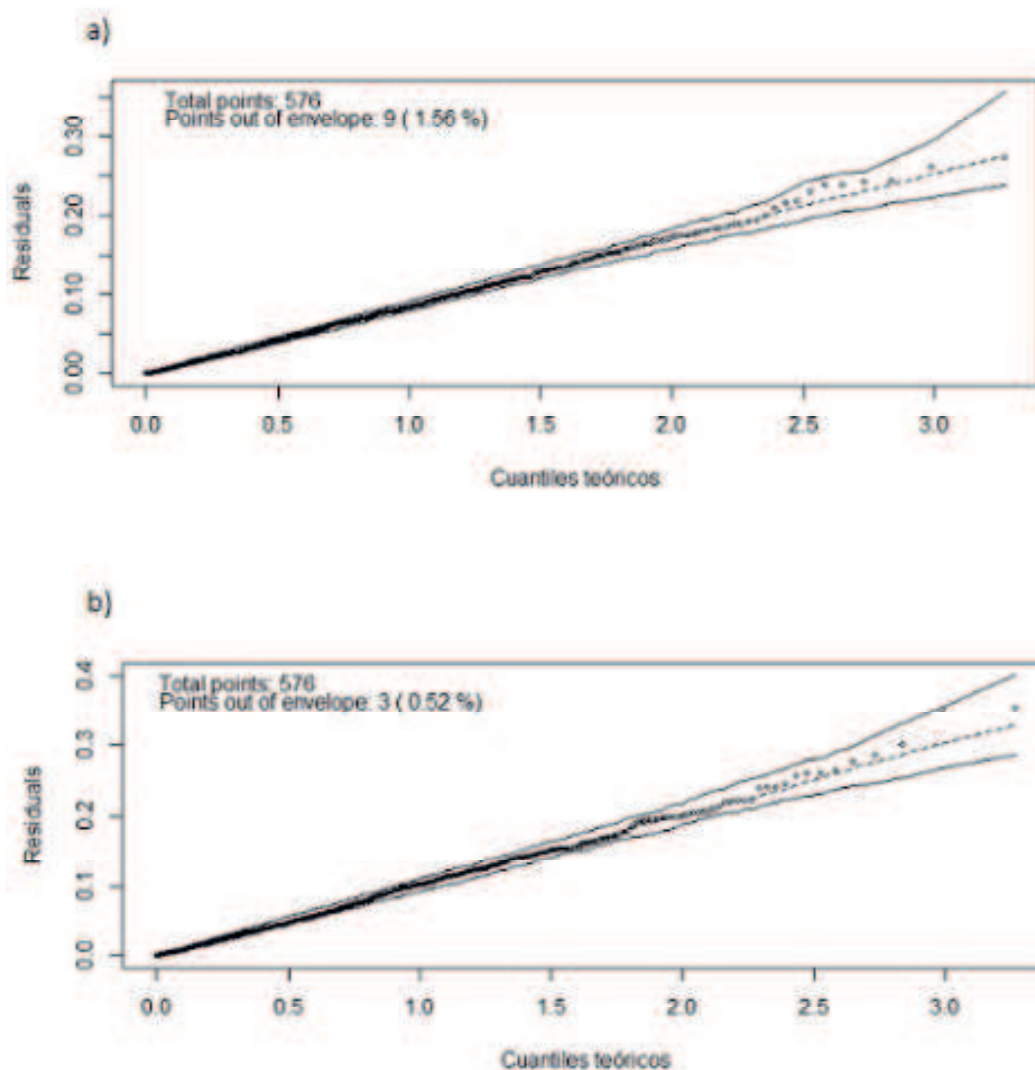 a)
Total points: 576
Points out of envelope: 9 ( 1.56 %)
Residuals
0.30
0.20
0.10
0.00
0.0 0.5 1.0 1.5 2.0 2.5 3.0
Cuantiles teóricos
b)
Total points: 576
Points out of envelope: 3 ( 0.52 %)
Residuals
0.4
0.3
0.2
0.1
0.0
0.0 0.5 1.0 1.5 2.0 2.5 3.0
Cuantiles teóricos